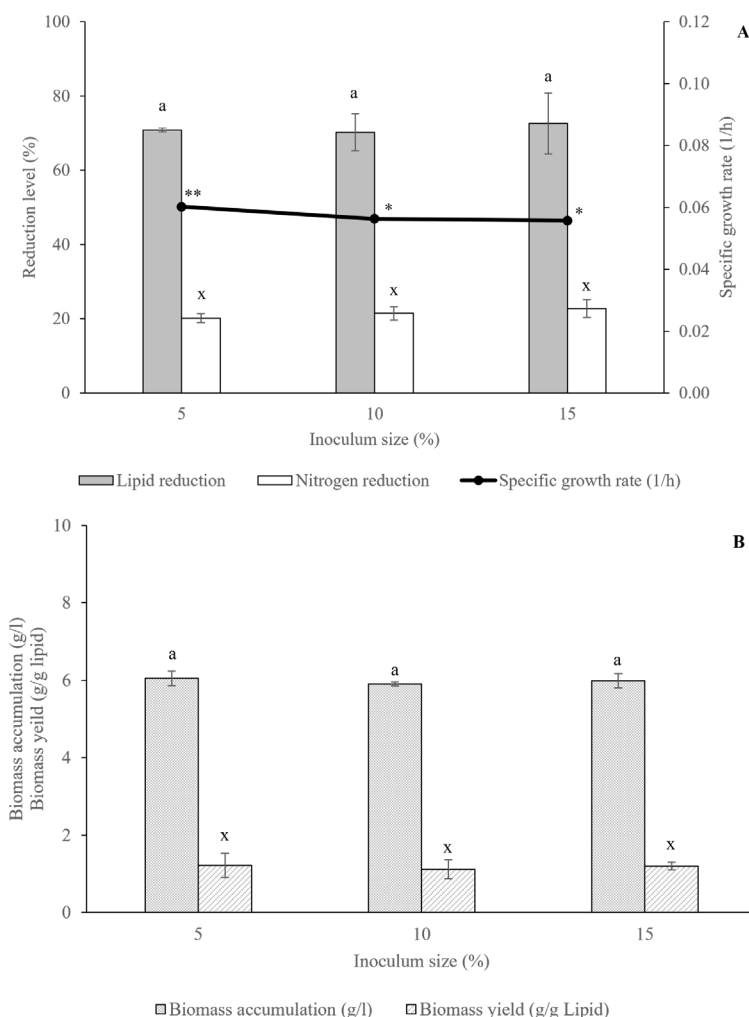 A
Reduction level (%)
100
80
60
40
20
0
a
a
a
**
*
*
x
x
x
0.12
0.10
0.08
0.06
0.04
0.02
0.00
Specific growth rate (1/h)
5
10
15
Inoculum size (%)
Lipid reduction
Nitrogen reduction
Specific growth rate (1/h)
B
Biomass accumulation (g/l)
Biomass yeild (g/g lipid)
10
8
6
4
2
0
a
a
a
x
x
x
5
10
15
Inoculum size (%)
Biomass accumulation (g/l)
Biomass yield (g/g Lipid)